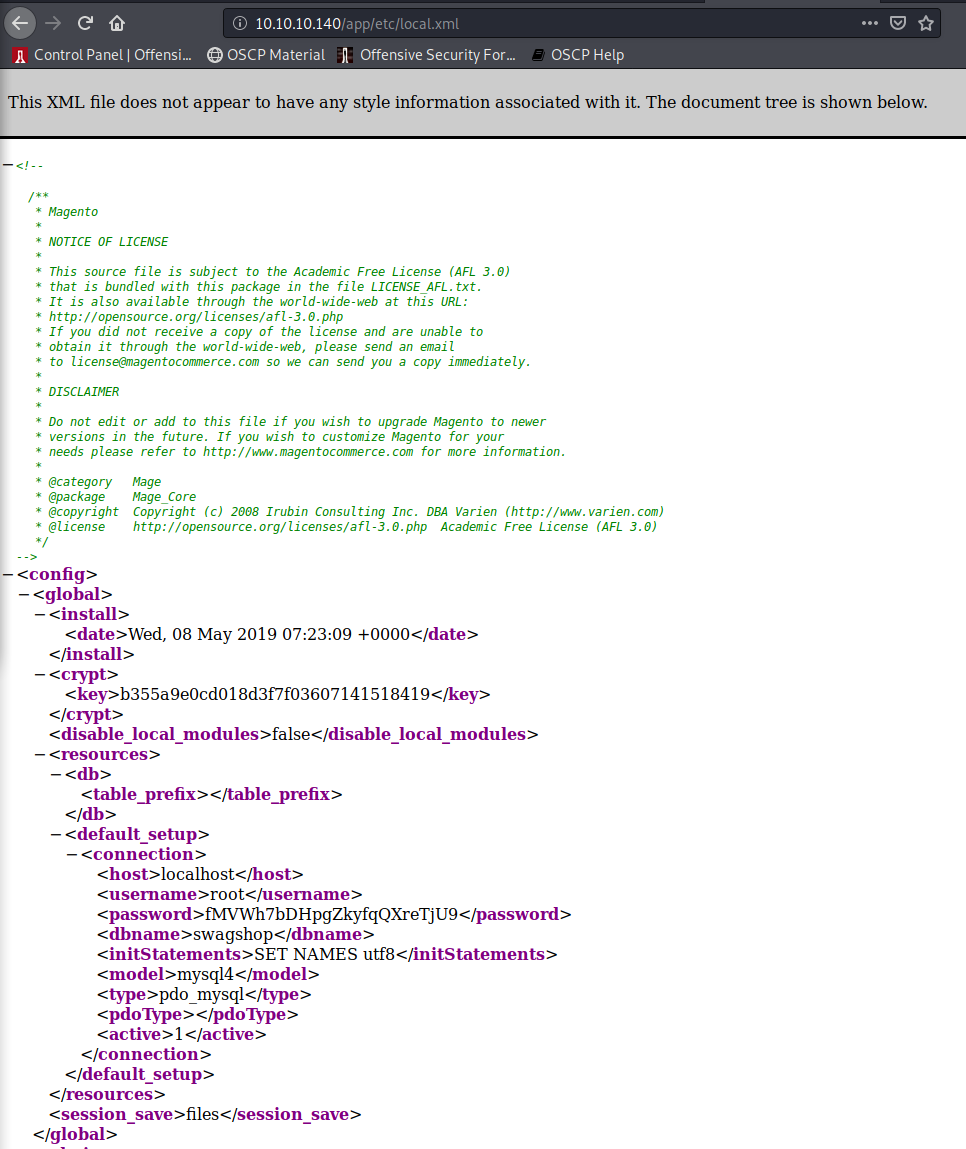 10.10.10.140/app/etc/local.xml
Control Panel | Offensi... OSCP Material Offensive Security For... OSCP Help
This XML file does not appear to have any style information associated with it. The document tree is shown below.
−<!--
/**
* Magento
*
* NOTICE OF LICENSE
*
* This source file is subject to the Academic Free License (AFL 3.0)
* that is bundled with this package in the file LICENSE_AFL.txt.
* It is also available through the world-wide-web at this URL:
* http://opensource.org/licenses/afl-3.0.php
* If you did not receive a copy of the license and are unable to
* obtain it through the world-wide-web, please send an email
* to license@magentocommerce.com so we can send you a copy immediately.
*
* DISCLAIMER
*
* Do not edit or add to this file if you wish to upgrade Magento to newer
* versions in the future. If you wish to customize Magento for your
* needs please refer to http://www.magentocommerce.com for more information.
*
* @category   Mage
* @package    Mage_Core
* @copyright  Copyright (c) 2008 Irubin Consulting Inc. DBA Varien (http://www.varien.com)
* @license    http://opensource.org/licenses/afl-3.0.php  Academic Free License (AFL 3.0)
*/
-->
−<config>
−<global>
−<install>
<date>Wed, 08 May 2019 07:23:09 +0000</date>
</install>
−<crypt>
<key>b355a9e0cd018d3f7f03607141518419</key>
</crypt>
<disable_local_modules>false</disable_local_modules>
−<resources>
−<db>
<table_prefix></table_prefix>
</db>
−<default_setup>
−<connection>
<host>localhost</host>
<username>root</username>
<password>fMVWh7bDHpgZkyfqQXreTjU9</password>
<dbname>swagshop</dbname>
<initStatements>SET NAMES utf8</initStatements>
<model>mysql4</model>
<type>pdo_mysql</type>
<pdoType></pdoType>
<active>1</active>
</connection>
</default_setup>
</resources>
<session_save>files</session_save>
</global>